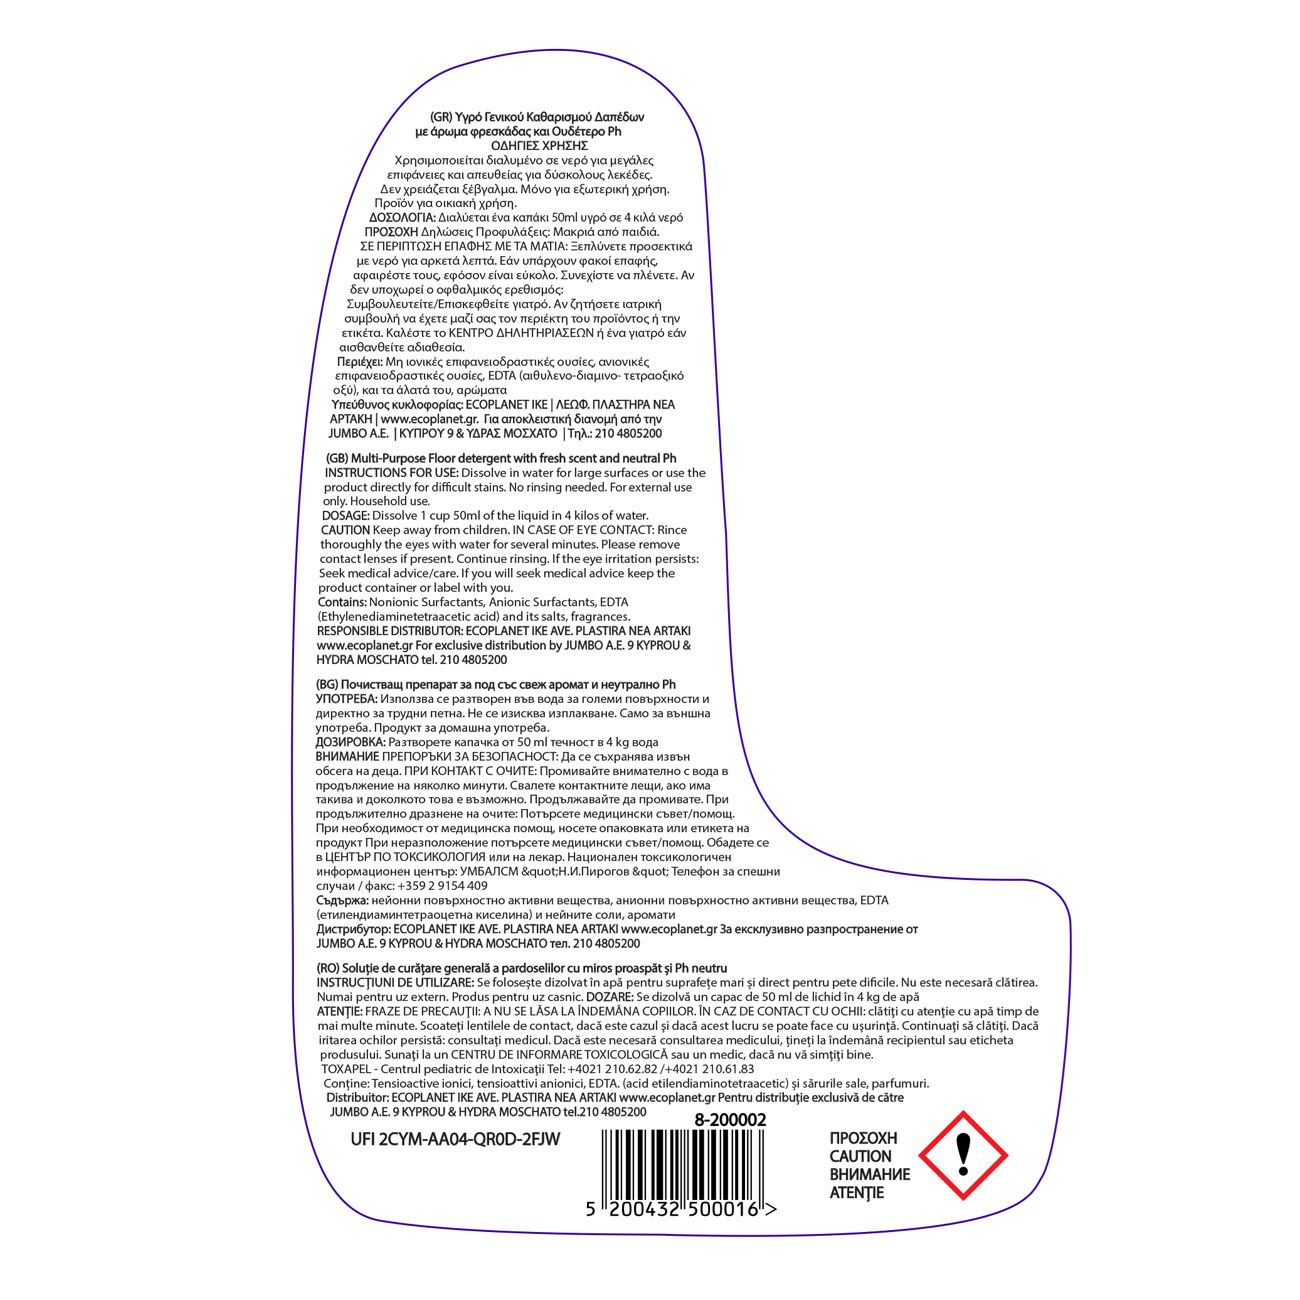 (GR) Υγρό Γενικού Καθαρισμού Δαπέδων
με άρωμα φρεσκάδας και Ουδέτερο Ph
ΟΔΗΓΙΕΣ ΧΡΗΣΗΣ
Χρησιμοποιείται διαλυμένο σε νερό για μεγάλες
επιφάνειες και απευθείας για δύσκολους λεκέδες.
Δεν χρειάζεται ξέβγαλμα. Μόνο για εξωτερική χρήση.
Προϊόν για οικιακή χρήση.
ΔΟΣΟΛΟΓΙΑ: Διαλύεται ένα καπάκι 50ml υγρό σε 4 κιλά νερό
ΠΡΟΣΟΧΗ Δηλώσεις Προφυλάξεις: Μακριά από παιδιά.
ΣΕ ΠΕΡΙΠΤΩΣΗ ΕΠΑΦΗΣ ΜΕ ΤΑ ΜΑΤΙΑ: Ξεπλύνετε προσεκτικά
με νερό για αρκετά λεπτά. Εάν υπάρχουν φακοί επαφής,
αφαιρέστε τους, εφόσον είναι εύκολο. Συνεχίστε να πλένετε. Αν
δεν υποχωρεί ο οφθαλμικός ερεθισμός:
Συμβουλευτείτε/Επισκεφθείτε γιατρό. Αν ζητήσετε ιατρική
συμβουλή να έχετε μαζί σας τον περιέκτη του προϊόντος ή την
ετικέτα. Καλέστε το ΚΕΝΤΡΟ ΔΗΛΗΤΗΡΙΑΣΕΩΝ ή ένα γιατρό εάν
αισθανθείτε αδιαθεσία.
Περιέχει: Μη ιονικές επιφανειοδραστικές ουσίες, ανιονικές
επιφανειοδραστικές ουσίες, EDTA (αιθυλενο-διαμινο- τετραοξικό
οξύ), και τα άλατά του, αρώματα
Υπεύθυνος κυκλοφορίας: ECOPLANET IKE | ΛΕΩΦ. ΠΛΑΣΤΗΡΑ ΝΕΑ
ΑΡΤΑΚΗ | www.ecoplanet.gr. Για αποκλειστική διανομή από την
JUMBO A.E. | ΚΥΠΡΟΥ 9 & ΥΔΡΑΣ ΜΟΣΧΑΤΟ | Τηλ.: 210 4805200
(GB) Multi-Purpose Floor detergent with fresh scent and neutral Ph
INSTRUCTIONS FOR USE: Dissolve in water for large surfaces or use the
product directly for difficult stains. No rinsing needed. For external use
only. Household use.
DOSAGE: Dissolve 1 cup 50ml of the liquid in 4 kilos of water.
CAUTION Keep away from children. IN CASE OF EYE CONTACT: Rince
thoroughly the eyes with water for several minutes. Please remove
contact lenses if present. Continue rinsing. If the eye irritation persists:
Seek medical advice/care. If you will seek medical advice keep the
product container or label with you.
Contains: Nonionic Surfactants, Anionic Surfactants, EDTA
(Ethylenediaminetetraacetic acid) and its salts, fragrances.
RESPONSIBLE DISTRIBUTOR: ECOPLANET IKE AVE. PLASTIRA NEA ARTAKI
www.ecoplanet.gr For exclusive distribution by JUMBO A.E. 9 KYPROU &
HYDRA MOSCHATO tel. 210 4805200
(BG) Почистващ препарат за под със свеж аромат и неутрално Ph
УПОТРЕБА: Използва се разтворен във вода за големи повърхности и
директно за трудни петна. Не се изисква изплакване. Само за външна
употреба. Продукт за домашна употреба.
ДОЗИРОВКА: Разтворете капачка от 50 ml течност в 4 kg вода
ВНИМАНИЕ ПРЕПОРЪКИ ЗА БЕЗОПАСНОСТ: Да се съхранява извън
обсега на деца. ПРИ КОНТАКТ С ОЧИТЕ: Промивайте внимателно с вода в
продължение на няколко минути. Свалете контактните лещи, ако има
такива и доколкото това е възможно. Продължавайте да промивате. При
продължително дразнене на очите: Потърсете медицински съвет/помощ.
При необходимост от медицинска помощ, носете опаковката или етикета на
продукт При неразположение потърсете медицински съвет/помощ. Обадете се
в ЦЕНТЪР ПО ТОКСИКОЛОГИЯ или на лекар. Национален токсикологичен
информационен център: УМБАЛСМ &quot;Н.И.Пирогов &quot; Телефон за спешни
случаи / факс: +359 2 9154 409
Съдържа: нейонни повърхностно активни вещества, анионни повърхностно активни вещества, EDTA
(етилендиаминтетраоцетна киселина) и нейните соли, аромати
Дистрибутор: ECOPLANET IKE AVE. PLASTIRA NEA ARTAKI www.ecoplanet.gr За ексклузивно разпространение от
JUMBO A.E. 9 KYPROU & HYDRA MOSCHATO тел. 210 4805200
(RO) Soluție de curățare generală a pardoselilor cu miros proaspăt și Ph neutru
INSTRUCȚIUNI DE UTILIZARE: Se folosește dizolvat în apă pentru suprafețe mari și direct pentru pete dificile. Nu este necesară clătirea.
Numai pentru uz extern. Produs pentru uz casnic. DOZARE: Se dizolvă un capac de 50 ml de lichid în 4 kg de apă
ATENȚIE: FRAZE DE PRECAUȚII: A NU SE LĂSA LA ÎNDEMÂNA COPIILOR. ÎN CAZ DE CONTACT CU OCHII: clătiți cu atenție cu apă timp de
mai multe minute. Scoateți lentilele de contact, dacă este cazul și dacă acest lucru se poate face cu ușurință. Continuați să clătiți. Dacă
iritarea ochilor persistă: consultați medicul. Dacă este necesară consultarea medicului, țineți la îndemână recipientul sau eticheta
produsului. Sunați la un CENTRU DE INFORMARE TOXICOLOGICĂ sau un medic, dacă nu vă simțiți bine.
TOXAPEL - Centrul pediatric de Intoxicații Tel: +4021 210.62.82 /+4021 210.61.83
Conține: Tensioactive ionici, tensioattivi anionici, EDTA. (acid etilendiaminotetraacetic) și sărurile sale, parfumuri.
Distribuitor: ECOPLANET IKE AVE. PLASTIRA NEA ARTAKI www.ecoplanet.gr Pentru distribuție exclusivă de către
JUMBO A.E. 9 KYPROU & HYDRA MOSCHATO tel.210 4805200
8-200002
UFI 2CYM-AA04-QR0D-2FJW
5 200432 500016 >
ΠΡΟΣΟΧΗ
CAUTION
ВНИМАНИЕ
ATENȚIE